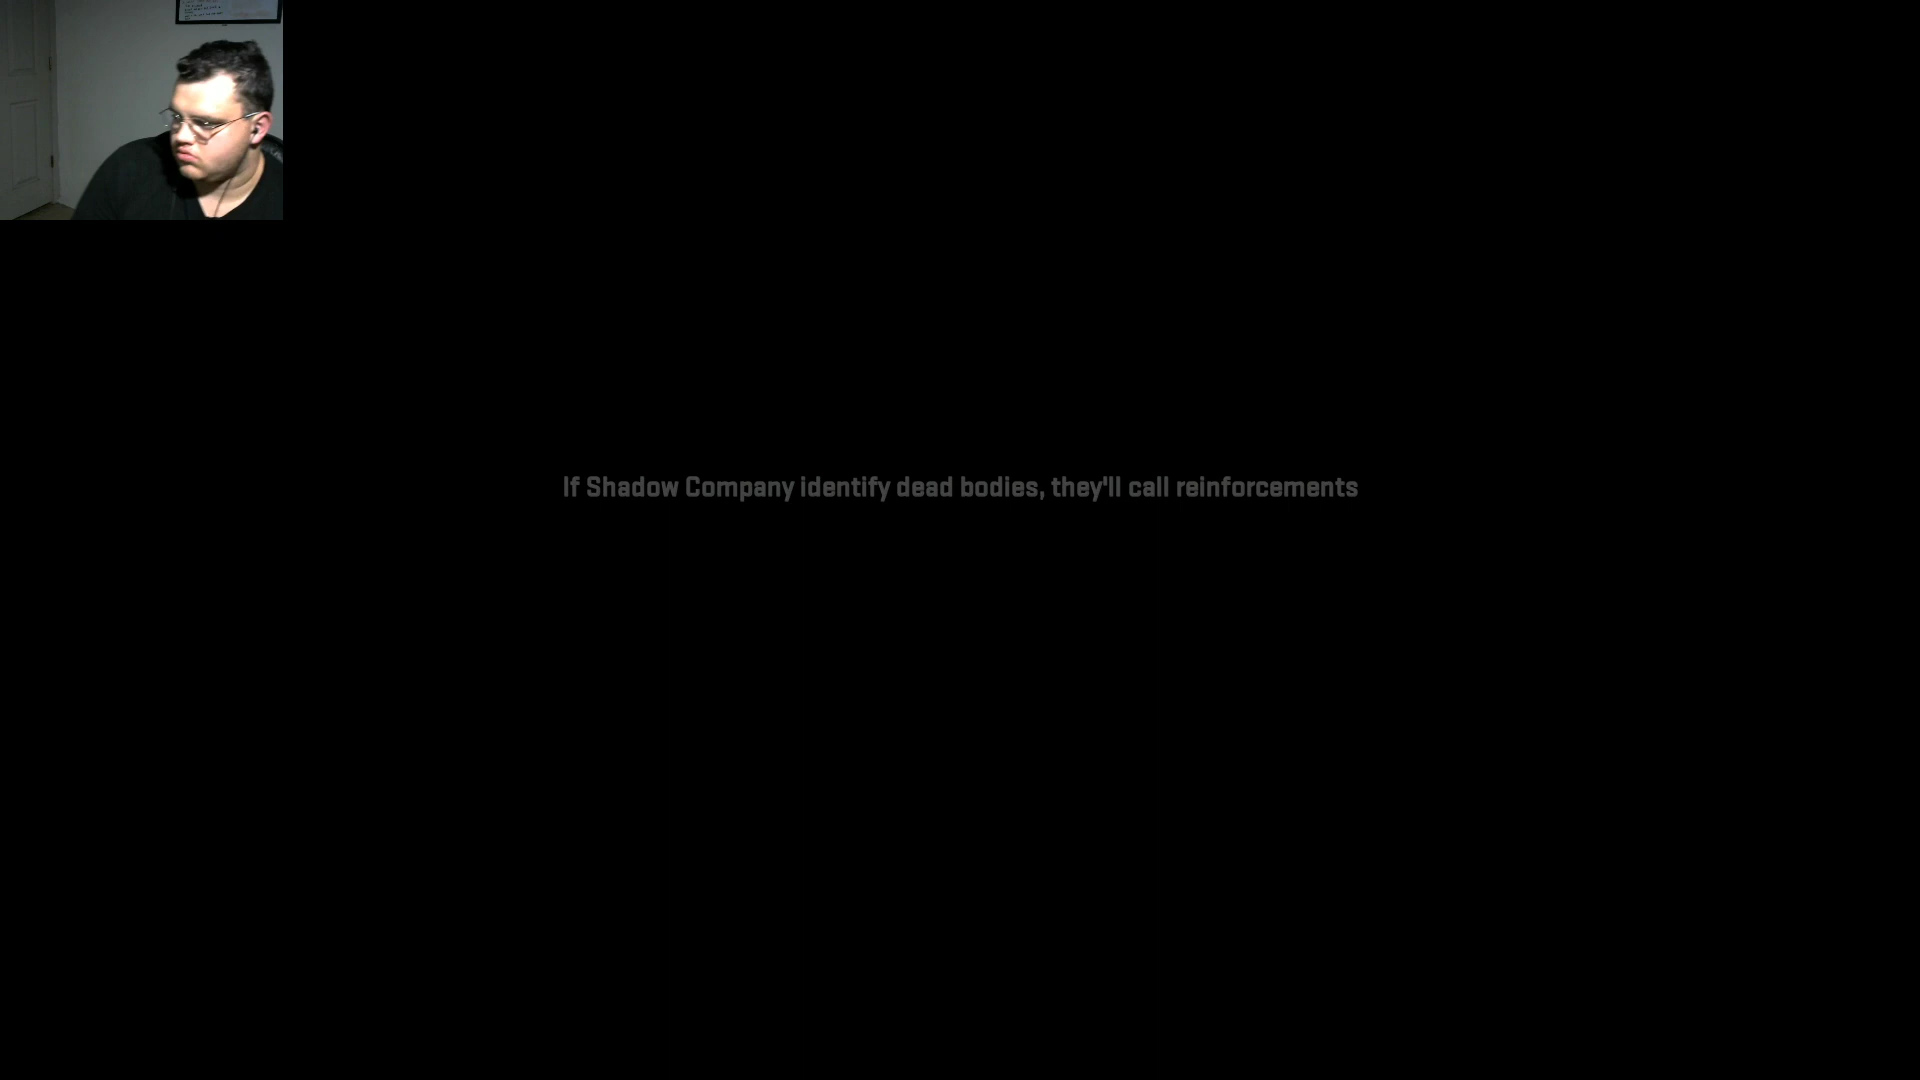 If Shadow Company identify dead bodies, they'll call reinforcements